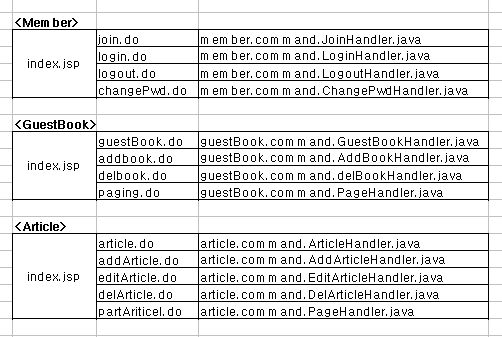 <Member>
index.jsp
join.do member.command.JoinHandler.java
login.do member.command.LoginHandler.java
logout.do member.command.LogoutHandler.java
changePwd.do member.command.ChangePwdHandler.java
<GuestBook>
index.jsp
guestBook.do guestBook.command.GuestBookHandler.java
addbook.do guestBook.command.AddBookHandler.java
delbook.do guestBook.command.delBookHandler.java
paging.do guestBook.command.PageHandler.java
<Article>
index.jsp
article.do article.command.ArticleHandler.java
addArticle.do article.command.AddArticleHandler.java
editArticle.do article.command.EditArticleHandler.java
delArticle.do article.command.DelArticleHandler.java
partAriticel.do article.command.PageHandler.java